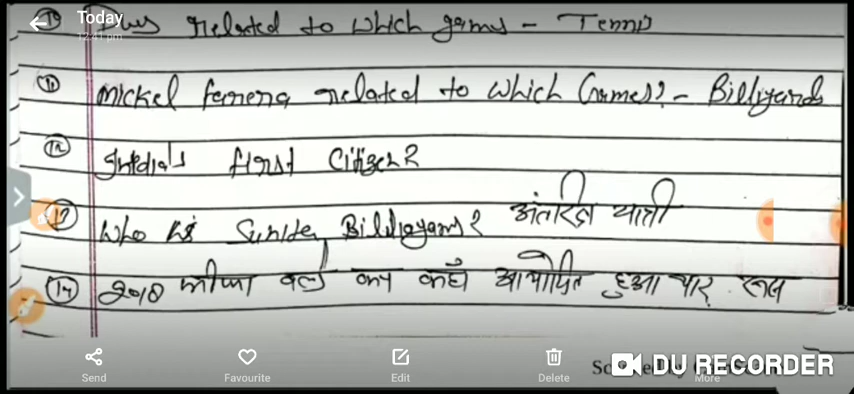 Today
12:41 pm
related to which game - Tennis
11 Mickel Ferrera related to which Games? - Billiyards
12 India's first Citizen?
13 who is Sunita Billiayams? अंतरिक्ष यात्री
14 2018 फीफा वर्ल्ड कप कहाँ आयोजित हुआ था रूस
Send
Favourite
Edit
Delete
More
DU RECORDER